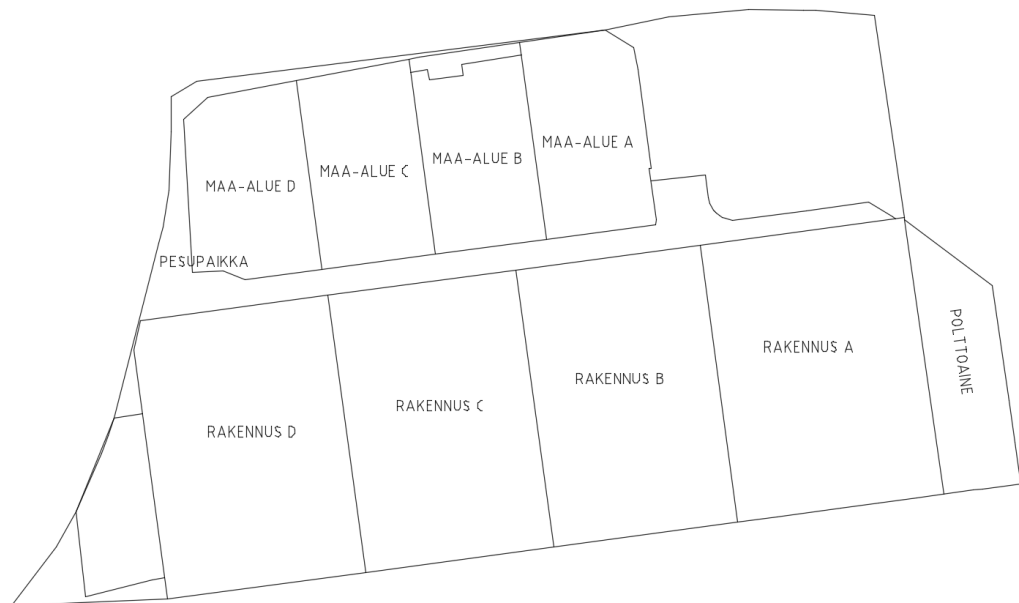 MAA-ALUE A
MAA-ALUE B
MAA-ALUE C
MAA-ALUE D
PESUPAIKKA
RAKENNUS A
RAKENNUS B
RAKENNUS C
RAKENNUS D
POLTTOAINE